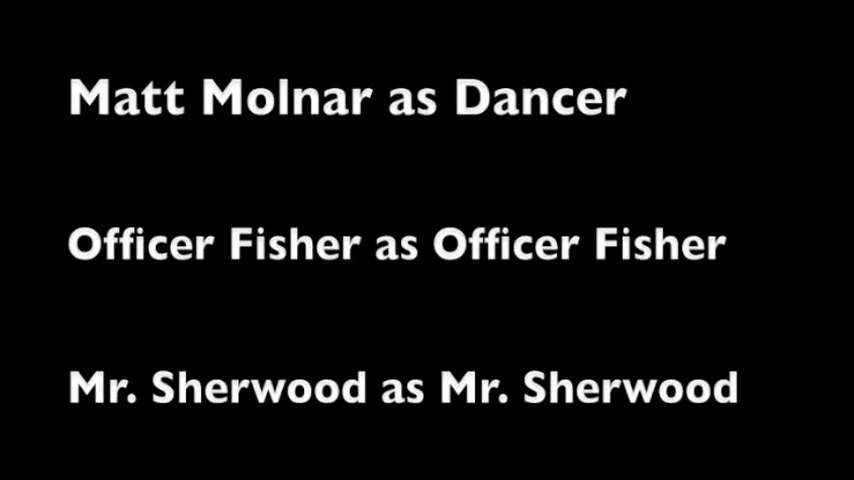 Matt Molnar as Dancer
Officer Fisher as Officer Fisher
Mr. Sherwood as Mr. Sherwood